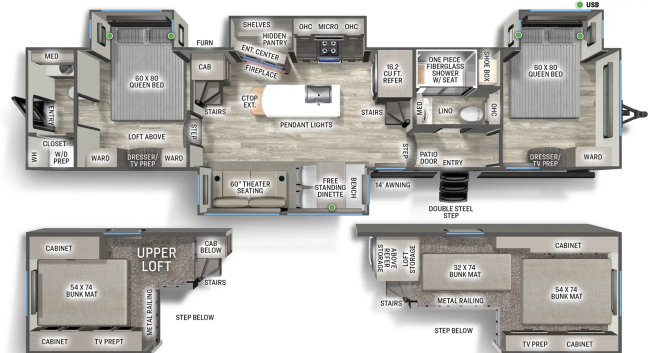 USB
SHELVES
OHC
MICRO
OHC
HIDDEN
PANTRY
ENT. CENTER
FIREPLACE
FURN
CAB
STAIRS
MED
60 X 80
QUEEN BED
ENTRY
CLOSET
W/D
PREP
WH
LOFT ABOVE
WARD
DRESSER/
TV PREP
WARD
STEP
CTOP
EXT.
PENDANT LIGHTS
16.2
CU FT.
REFER
STAIRS
STEP
ONE PIECE
FIBERGLASS
SHOWER
W/ SEAT
SHOE BOX
MED
LINO
OHC
PATIO
DOOR
ENTRY
60 X 80
QUEEN BED
DRESSER/
TV PREP
WARD
60" THEATER
SEATING
FREE
STANDING
DINETTE
BENCH
14' AWNING
DOUBLE STEEL
STEP
CABINET
UPPER
LOFT
CAB
BELOW
54 X 74
BUNK MAT
STAIRS
METAL RAILING
STEP BELOW
CABINET
TV PREPT
LOFT
STORAGE
ABOVE
REFER
STORAGE
CABINET
32 X 74
BUNK MAT
54 X 74
BUNK MAT
STAIRS
METAL RAILING
STEP BELOW
TV PREP
CABINET